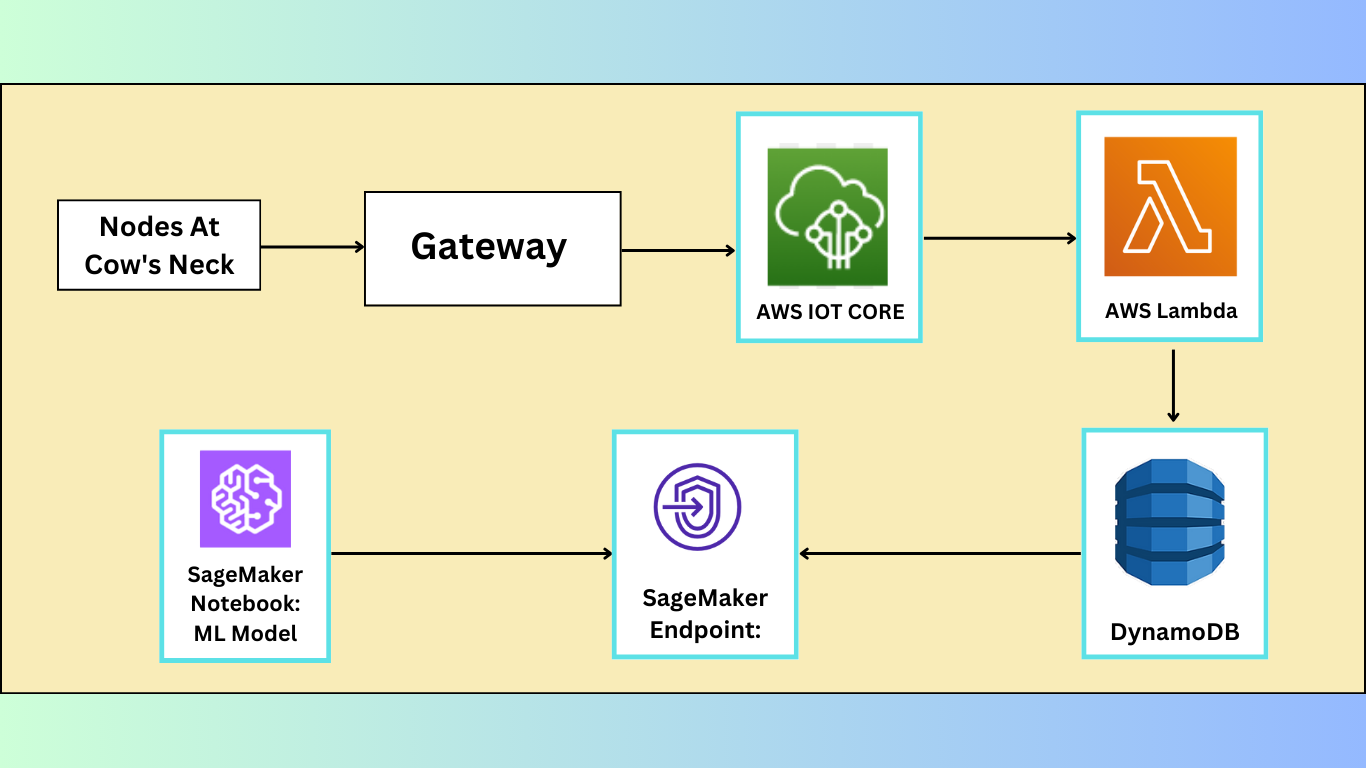 Nodes At
Cow's Neck
Gateway
AWS IOT CORE
AWS Lambda
SageMaker
Notebook:
ML Model
SageMaker
Endpoint:
DynamoDB